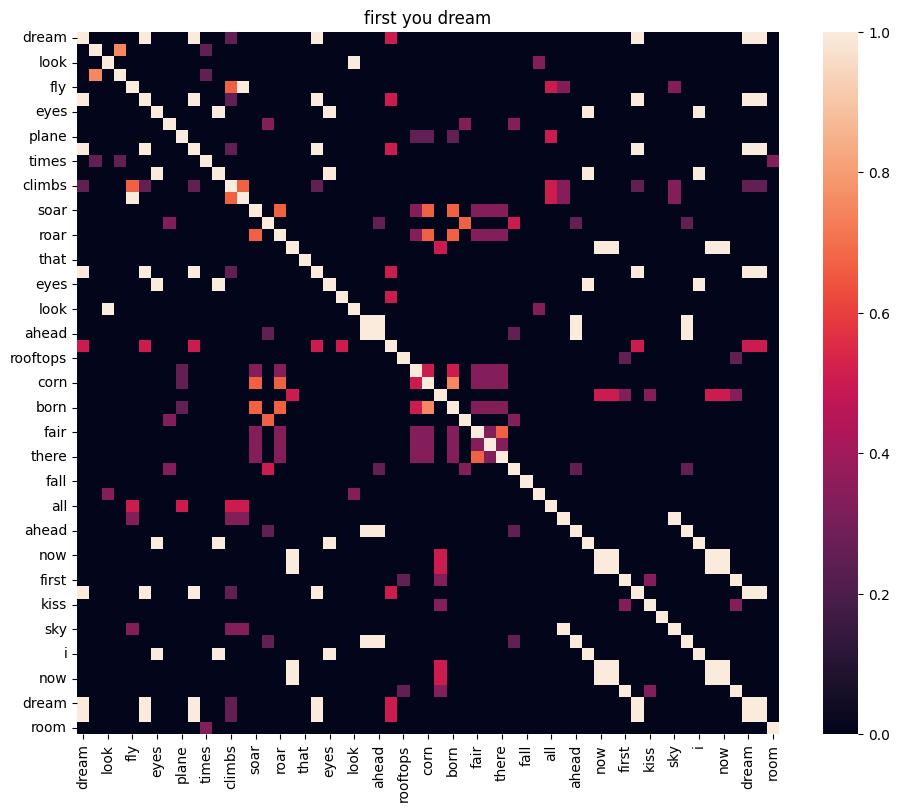 first you dream
dream
look
fly
eyes
plane
times
climbs
soar
roar
that
eyes
look
ahead
rooftops
corn
born
fair
there
fall
all
ahead
now
first
kiss
sky
i
now
dream
room
dream
look
fly
eyes
plane
times
climbs
soar
roar
that
eyes
look
ahead
rooftops
corn
born
fair
there
fall
all
ahead
now
first
kiss
sky
i
now
dream
room
1.0
0.8
0.6
0.4
0.2
0.0